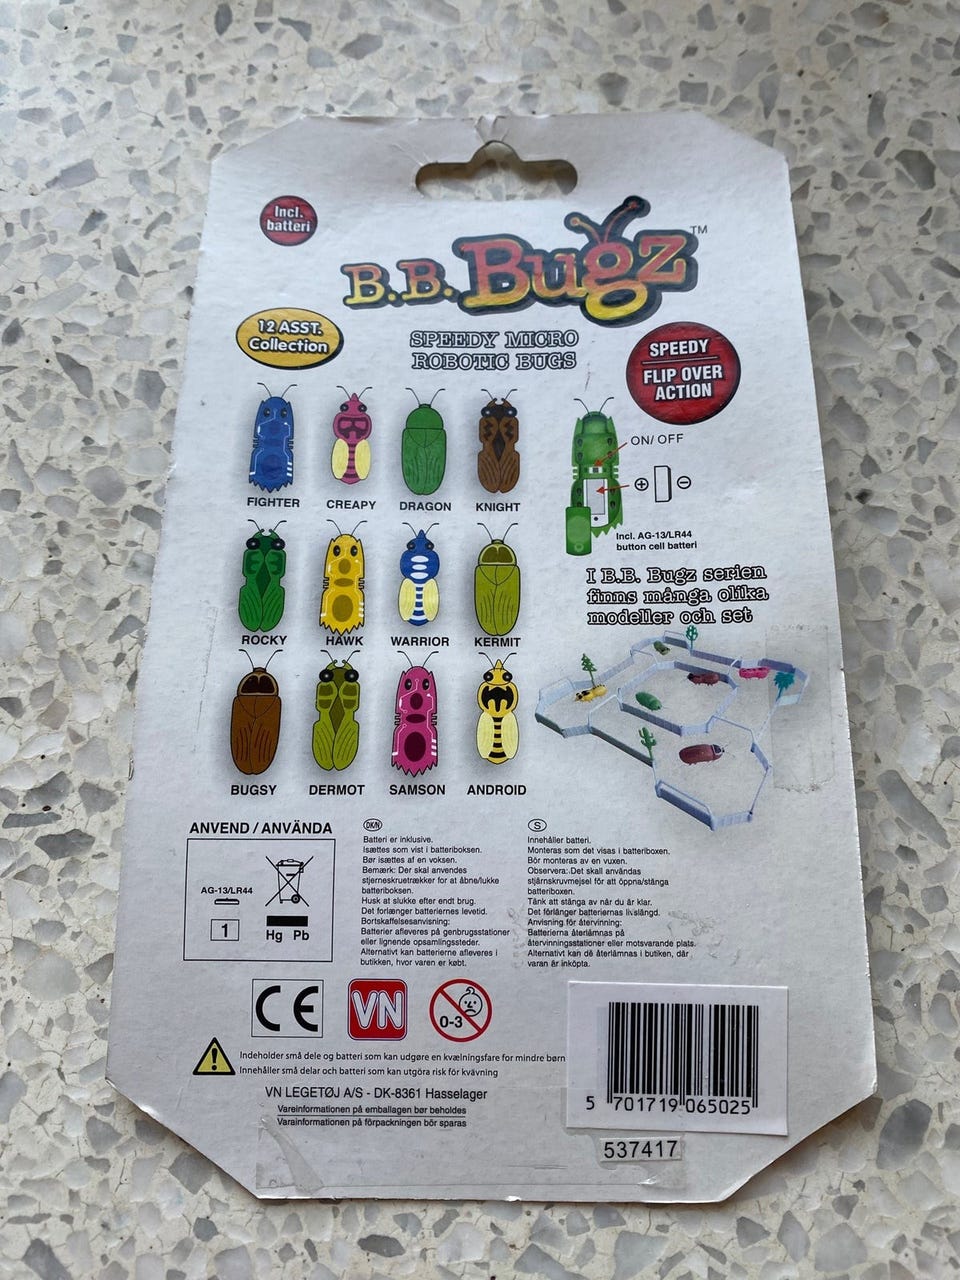 Incl.
batteri
B.B. Bugz™
12 ASST.
Collection
SPEEDY MICRO
ROBOTIC BUGS
SPEEDY
FLIP OVER
ACTION
FIGHTER CREAPY DRAGON KNIGHT
ON/ OFF
Incl. AG-13/LR44
button cell batteri
ROCKY HAWK WARRIOR KERMIT
I B.B. Bugz serien
finns många olika
modeller och set
BUGSY DERMOT SAMSON ANDROID
ANVEND / ANVÄNDA
AG-13/LR44
1
Hg Pb
DK/N
Batteri er inklusive.
Isættes som vist i batteriboksen.
Bør isættes af en voksen.
Bemærk: Der skal anvendes
stjerneskruetrækker for at åbne/lukke
batteriboksen.
Husk at slukke efter endt brug.
Det forlænger batteriernes levetid.
Bortskaffelsesanvisning:
Batterier afleveres på genbrugsstationer
eller lignende opsamlingssteder.
Alternativt kan batterierne afleveres i
butikken, hvor varen er købt.
S
Innehåller batteri.
Monteras som det visas i batteriboxen.
Bör monteras av en vuxen.
Observera: Det skall användas
stjärnskruvmejsel för att öppna/stänga
batteriboxen.
Tänk att stänga av när du är klar.
Det förlänger batteriernas livslängd.
Anvisning för återvinning:
Batterierna återlämnas på
återvinningsstationer eller motsvarande plats.
Alternativt kan dé återlämnas i butiken, där
varan är inköpta.
CE
VN
0-3
Indeholder små dele og batteri som kan udgøre en kvælningsfare for mindre børn
Innehåller små delar och batteri som kan utgöra risk för kvävning
VN LEGETØJ A/S - DK-8361 Hasselager
Vareinformationen på emballagen bør beholdes
Varainformationen på förpackningen bör sparas
5 701719 065025
537417